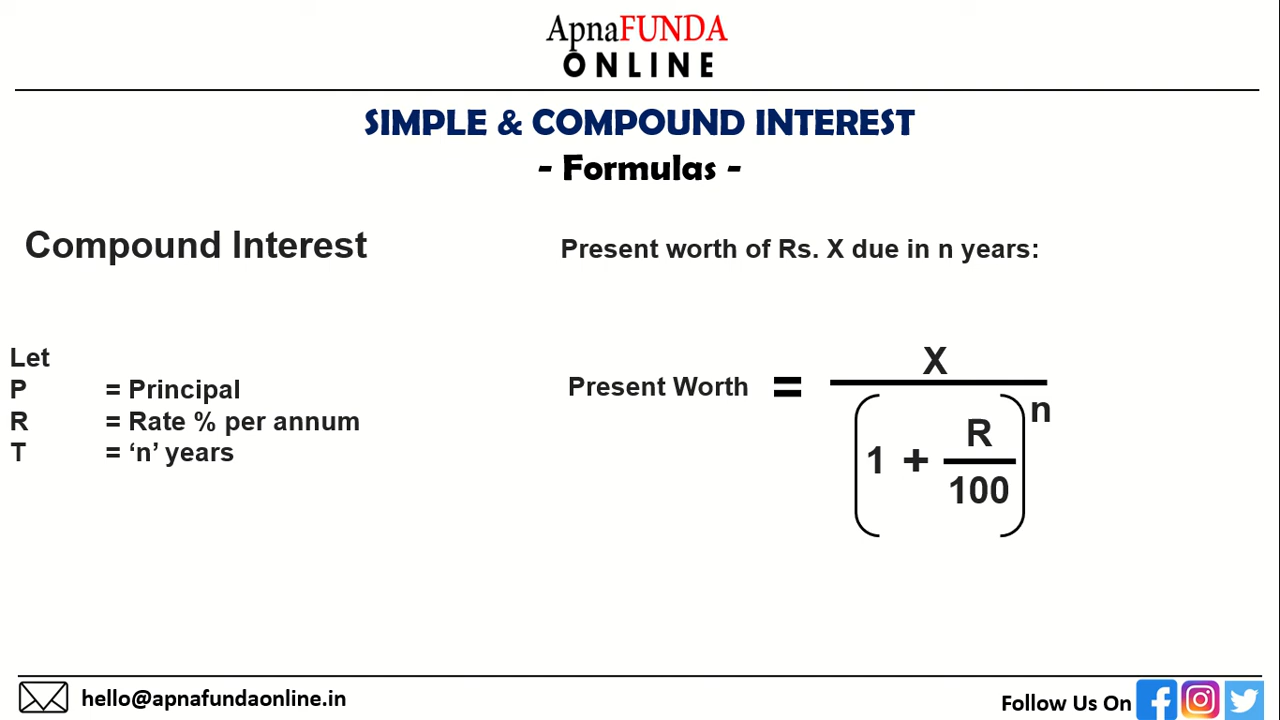 ApnaFUNDA
ONLINE
SIMPLE & COMPOUND INTEREST
- Formulas -
Compound Interest
Present worth of Rs. X due in n years:
Let
P = Principal
R = Rate % per annum
T = ‘n’ years
Present Worth = X
(1 + R
100)n
hello@apnafundaonline.in
Follow Us On